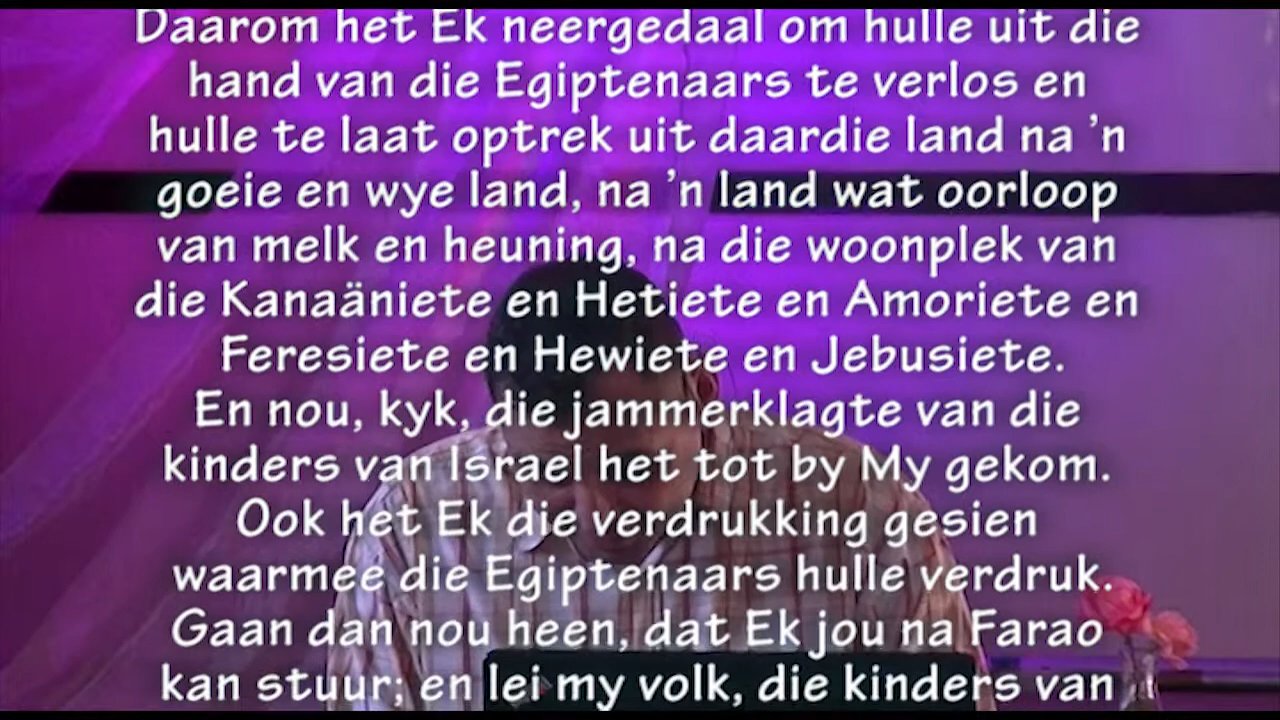 Daarom het Ek neergedaal om hulle uit die
hand van die Egiptenaars te verlos en
hulle te laat optrek uit daardie land na ’n
goeie en wye land, na ’n land wat oorloop
van melk en heuning, na die woonplek van
die Kanaäniete en Hetiete en Amoriete en
Feresiete en Hewiete en Jebusiete.
En nou, kyk, die jammerklagte van die
kinders van Israel het tot by My gekom.
Ook het Ek die verdrukking gesien
waarmee die Egiptenaars hulle verdruk.
Gaan dan nou heen, dat Ek jou na Farao
kan stuur; en lei my volk, die kinders van